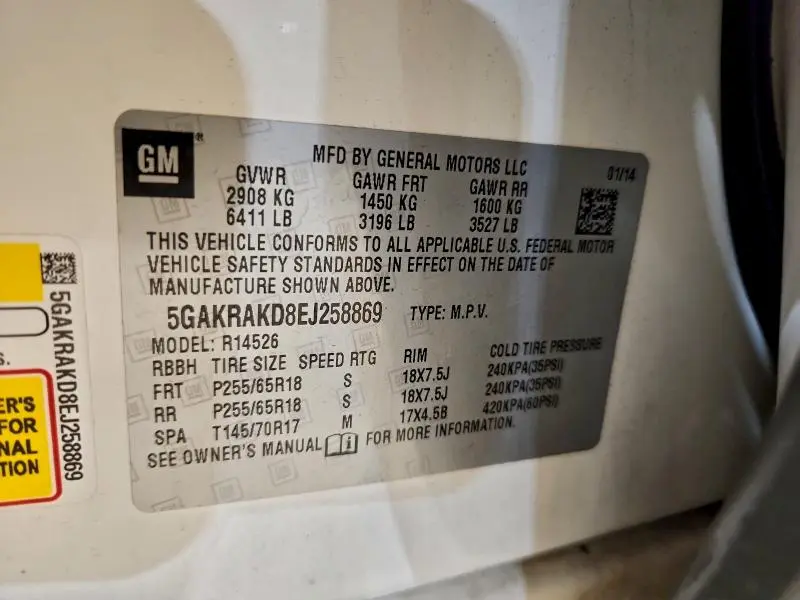 GM
MFD BY GENERAL MOTORS LLC
01/14
GVWR GAWR FRT GAWR RR
2908 KG 1450 KG 1600 KG
6411 LB 3196 LB 3527 LB
THIS VEHICLE CONFORMS TO ALL APPLICABLE U.S. FEDERAL MOTOR
VEHICLE SAFETY STANDARDS IN EFFECT ON THE DATE OF
MANUFACTURE SHOWN ABOVE.
5GAKRAKD8EJ258869 TYPE: M.P.V.
MODEL: R14526
RBBH TIRE SIZE SPEED RTG RIM COLD TIRE PRESSURE
FRT P255/65R18 S 18X7.5J 240KPA(35PSI)
RR P255/65R18 S 18X7.5J 240KPA(35PSI)
SPA T145/70R17 M 17X4.5B 420KPA(60PSI)
SEE OWNER'S MANUAL i FOR MORE INFORMATION.
5GAKRAKD8EJ258869
S.
ER'S
FOR
NAL
TION